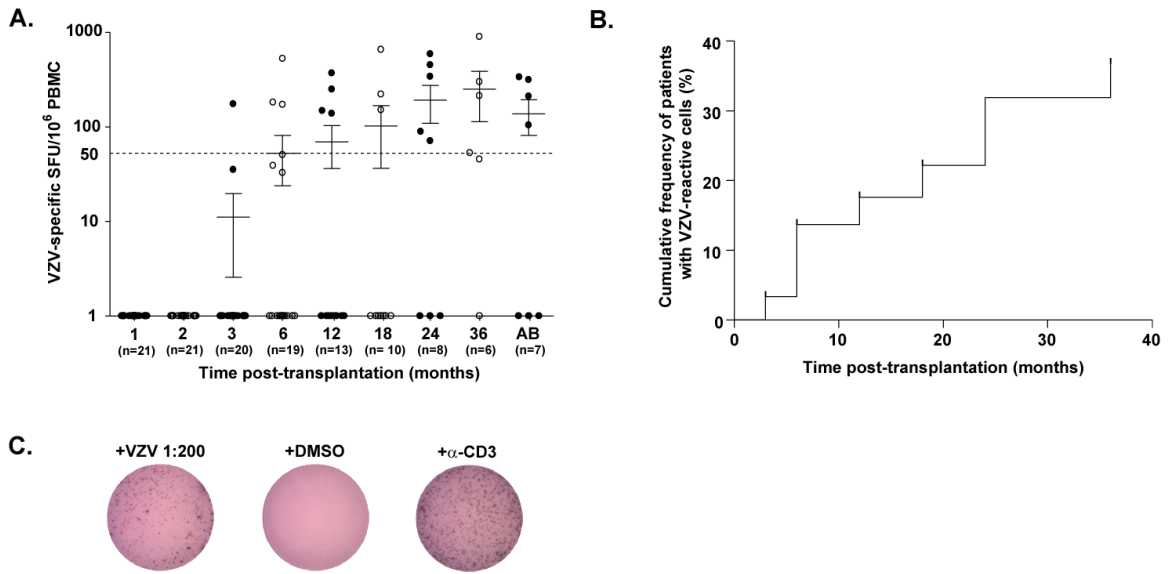 A.
VZV-specific SFU/10⁶ PBMC
1000
100
50
10
1
1 2 3 6 12 18 24 36 AB
(n=21) (n=21) (n=20) (n=19) (n=13) (n= 10) (n=8) (n=6) (n=7)
Time post-transplantation (months)
B.
Cumulative frequency of patients
with VZV-reactive cells (%)
40
30
20
10
0
0 10 20 30 40
Time post-transplantation (months)
C.
+VZV 1:200 +DMSO +α-CD3